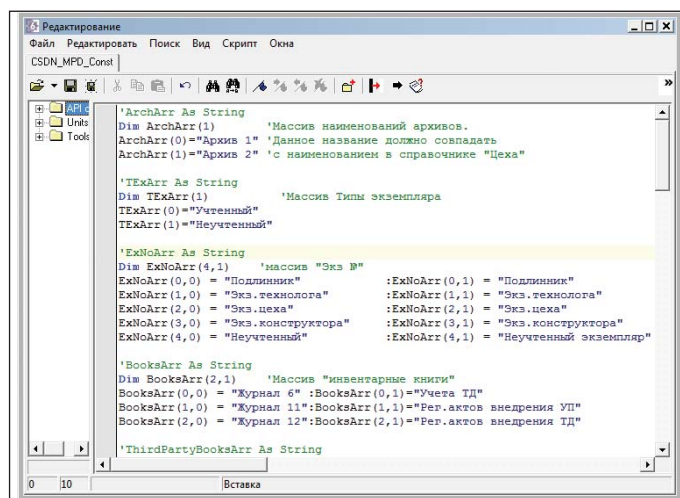 Редактирование
Файл Редактировать Поиск Вид Скрипт Окна
CSDN_MPD_Const
API c
Units
Tools
'ArchArr As String
Dim ArchArr(1) 'Массив наименований архивов.
ArchArr(0)="Архив 1" 'Данное название должно совпадать
ArchArr(1)="Архив 2" 'с наименованием в справочнике "Цеха"
'TExArr As String
Dim TExArr(1) 'Массив Типы экземпляра
TExArr(0)="Учтенный"
TExArr(1)="Неучтенный"
'ExNoArr As String
Dim ExNoArr(4,1) 'массив "Экз №"
ExNoArr(0,0) = "Подлинник" :ExNoArr(0,1) = "Подлинник"
ExNoArr(1,0) = "Экз.технолога" :ExNoArr(1,1) = "Экз.технолога"
ExNoArr(2,0) = "Экз.цеха" :ExNoArr(2,1) = "Экз.цеха"
ExNoArr(3,0) = "Экз.конструктора" :ExNoArr(3,1) = "Экз.конструктора"
ExNoArr(4,0) = "Неучтенный" :ExNoArr(4,1) = "Неучтенный экземпляр"
'BooksArr As String
Dim BooksArr(2,1) 'Массив "инвентарные книги"
BooksArr(0,0) = "Журнал 6" :BooksArr(0,1)="Учета ТД"
BooksArr(1,0) = "Журнал 11":BooksArr(1,1)="Рег.актов внедрения УП"
BooksArr(2,0) = "Журнал 12":BooksArr(2,1)="Рег.актов внедрения ТД"
'ThirdPartyBooksArr As String
0 10 Вставка